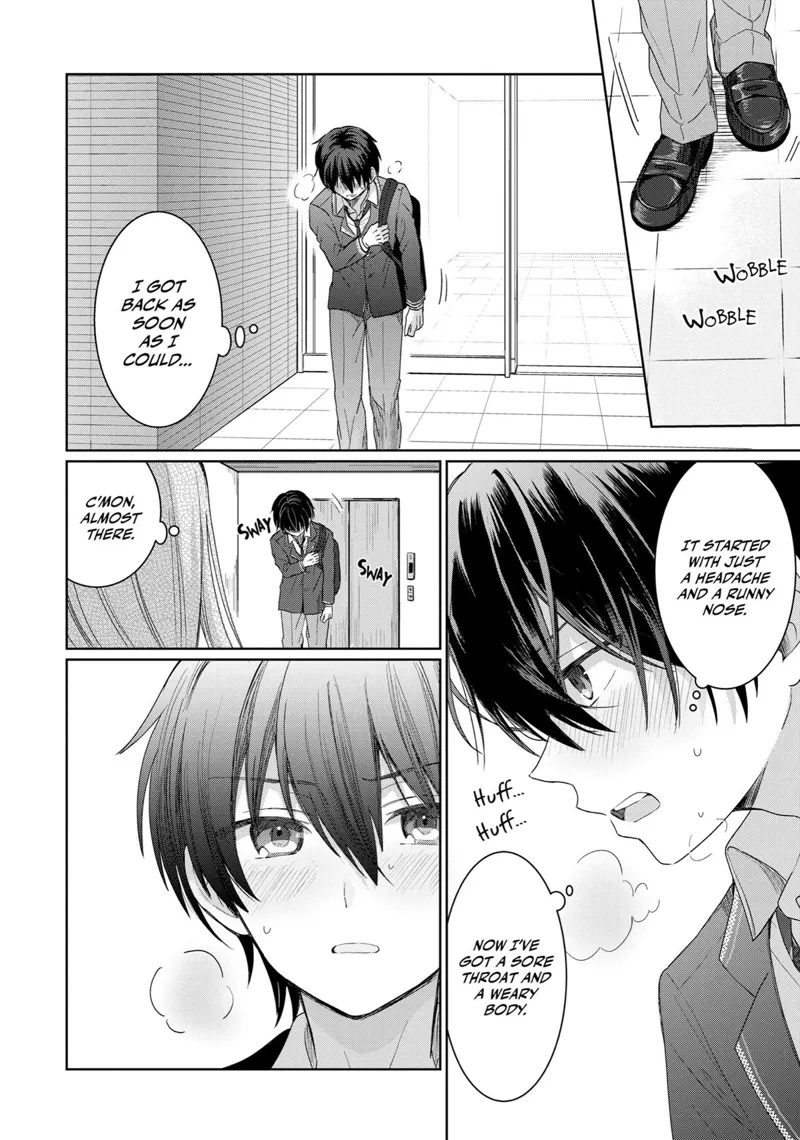 WOBBLE
WOBBLE
I GOT
BACK AS
SOON
AS I
COULD...
IT STARTED
WITH JUST
A HEADACHE
AND A RUNNY
NOSE.
Huff...
Huff...
NOW I'VE
GOT A SORE
THROAT AND
A WEARY
BODY.
C'MON,
ALMOST
THERE.
SWAY
SWAY